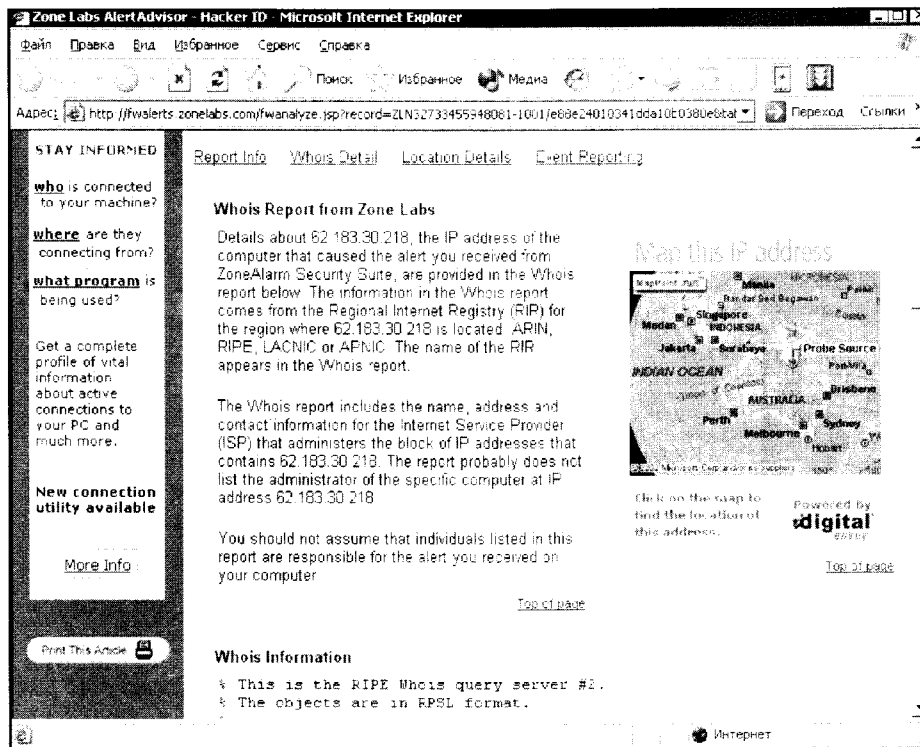 Zone Labs AlertAdvisor - Hacker ID - Microsoft Internet Explorer
Файл Правка Вид Избранное Сервис Справка
Поиск Избранное Медиа
Адрес: http://fwalerts.zonelabs.com/fwanalyze.jsp?record=ZLN32733455948081-1001/e88e24010341dda10b0380e&tat Переход Ссылки
STAY INFORMED
who is connected
to your machine?
where are they
connecting from?
what program is
being used?
Get a complete
profile of vital
information
about active
connections to
your PC and
much more.
New connection
utility available
More Info
Print This Article
Report Info Whois Detail Location Details Event Reporting
Whois Report from Zone Labs
Details about 62.183.30.218, the IP address of the
computer that caused the alert you received from
ZoneAlarm Security Suite, are provided in the Whois
report below. The information in the Whois report
comes from the Regional Internet Registry (RIP) for
the region where 62.183.30.218 is located: ARIN,
RIPE, LACNIC or APNIC. The name of the RIR
appears in the Whois report.
The Whois report includes the name, address and
contact information for the Internet Service Provider
(ISP) that administers the block of IP addresses that
contains 62.183.30.218. The report probably does not
list the administrator of the specific computer at IP
address 62.183.30.218
You should not assume that individuals listed in this
report are responsible for the alert you received on
your computer
Top of page
Map this IP address
Manila
MICRONESIA
Bandar Seri Begawan
Medan
Singapore
INDONESIA
Jakarta
Surabaya
Probe Source
INDIAN OCEAN
Port-Vila
Brisbane
AUSTRALIA
Perth
Sydney
Melbourne
Hobart
Click on the map to
find the location of
this address.
Powered by
digital
envoy
Top of page
Whois Information
% This is the RIPE Whois query server #2.
% The objects are in RPSL format.
Интернет